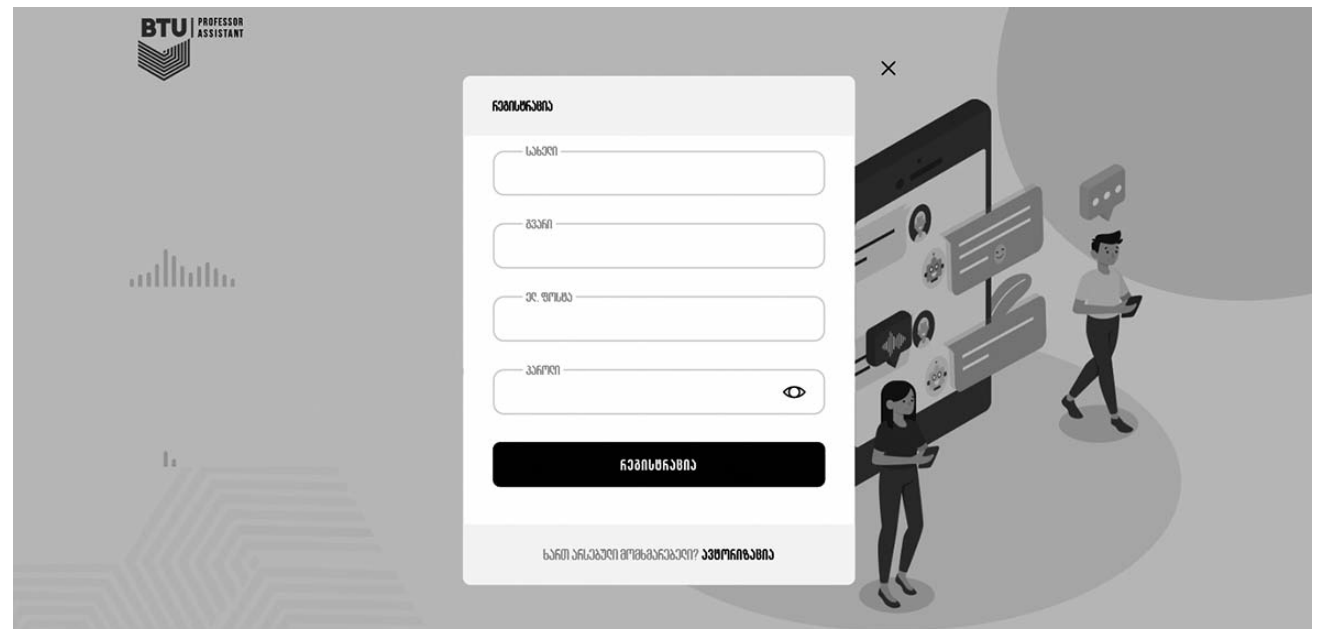 BTU PROFESSOR
ASSISTANT
რეგისტრაცია
სახელი
გვარი
ელ. ფოსტა
პაროლი
რეგისტრაცია
ხართ არსებული მომხმარებელი? ავტორიზაცია